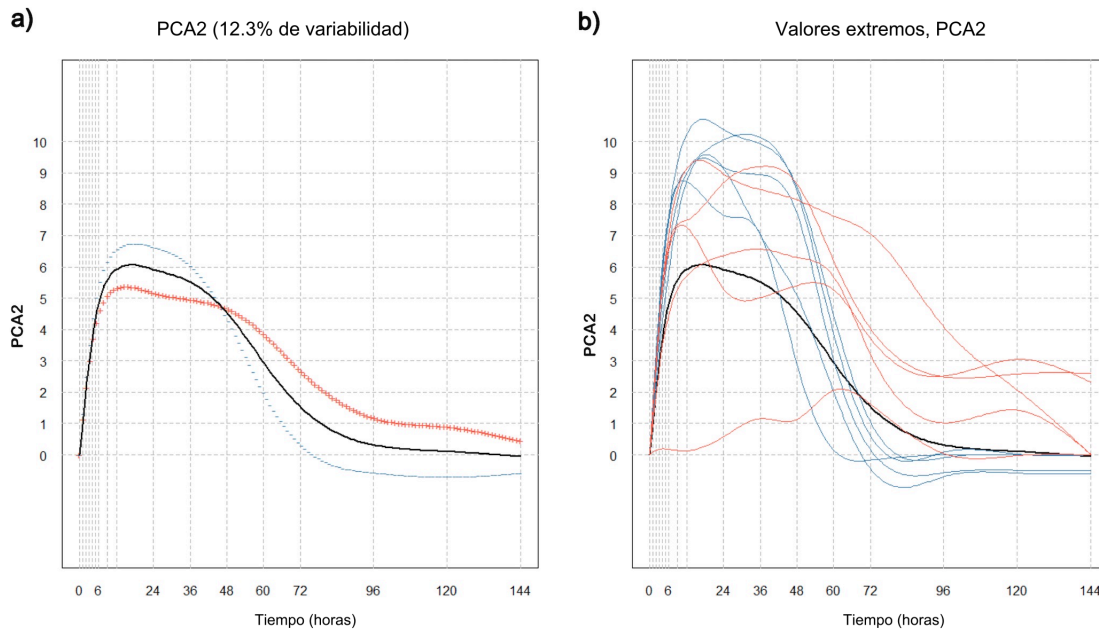 a)
PCA2 (12.3% de variabilidad)
PCA2
10
9
8
7
6
5
4
3
2
1
0
0 6 24 36 48 60 72 96 120 144
Tiempo (horas)
b)
Valores extremos, PCA2
PCA2
10
9
8
7
6
5
4
3
2
1
0
0 6 24 36 48 60 72 96 120 144
Tiempo (horas)